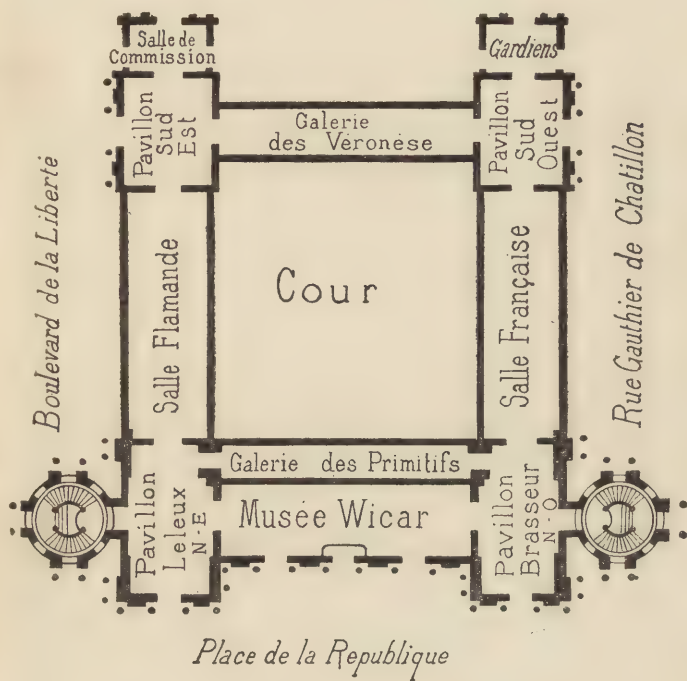 Salle de
Commission
Gardiens
Pavillon
Sud
Est
Galerie
des Véronèse
Pavillon
Sud
Ouest
Boulevard de la Liberté
Salle Flamande
Cour
Salle Française
Rue Gauthier de Chatillon
Galerie des Primitifs
Pavillon
Leleux
N-E
Musée Wicar
Pavillon
Brasseur
N-O
Place de la Republique